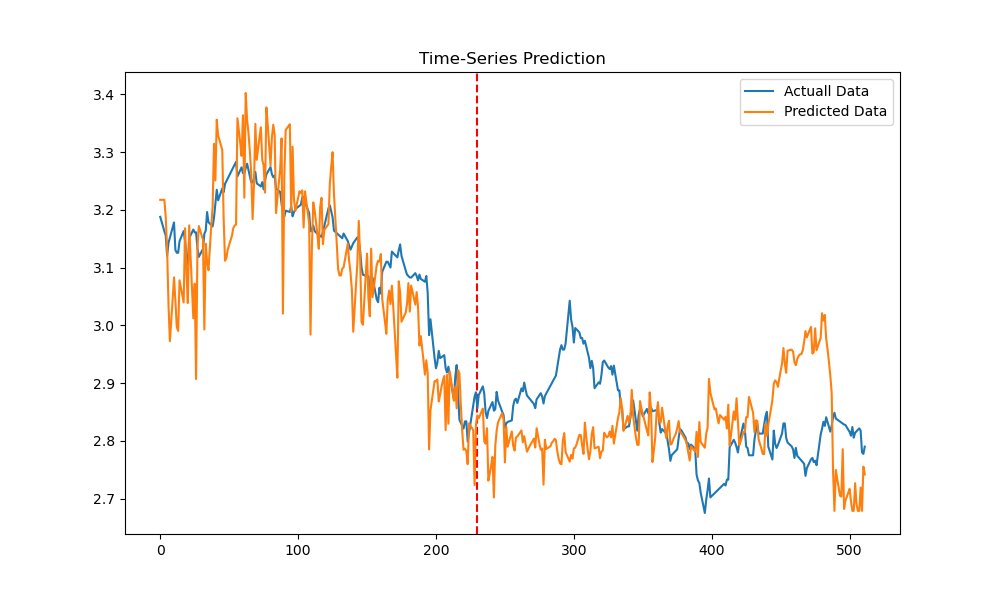 Time-Series Prediction
Actuall Data
Predicted Data
3.4
3.3
3.2
3.1
3.0
2.9
2.8
2.7
0 100 200 300 400 500